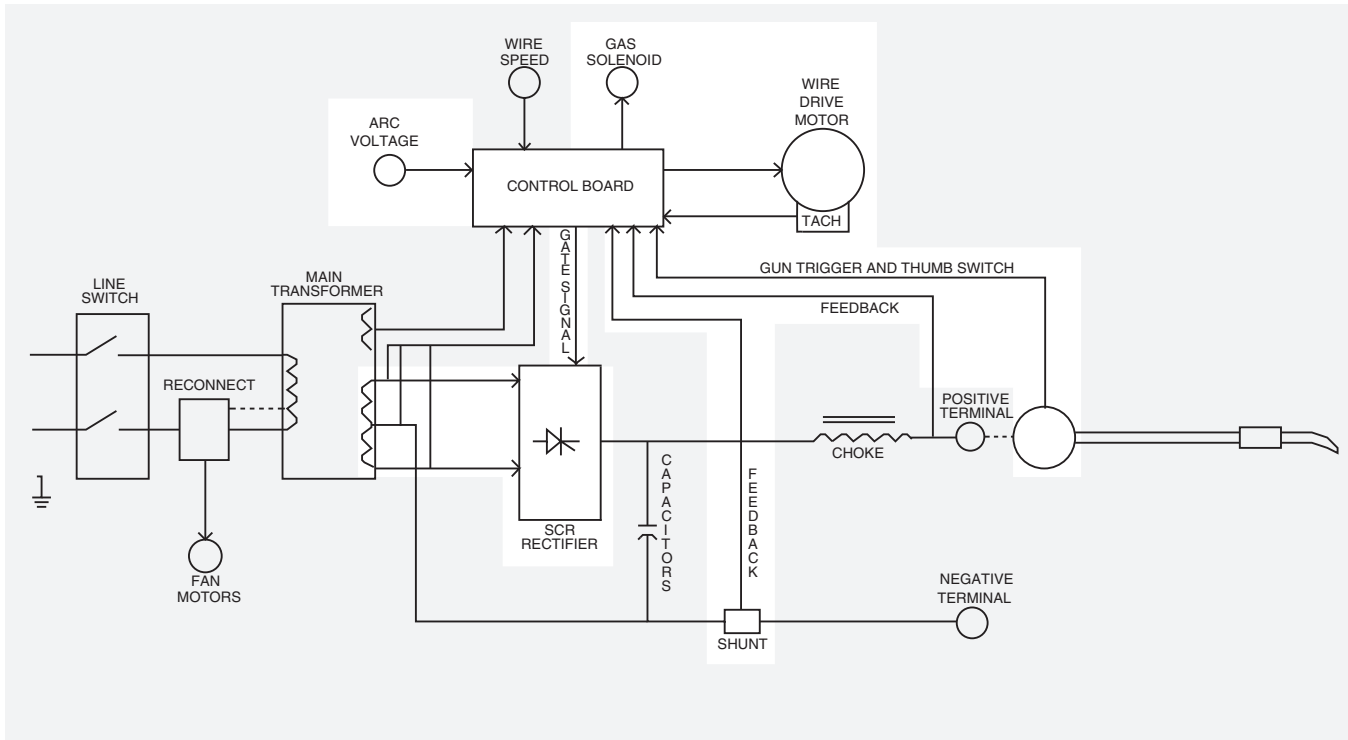 WIRE
SPEED
GAS
SOLENOID
WIRE
DRIVE
MOTOR
ARC
VOLTAGE
CONTROL BOARD
TACH
GATE SIGNAL
GUN TRIGGER AND THUMB SWITCH
FEEDBACK
LINE
SWITCH
MAIN
TRANSFORMER
RECONNECT
POSITIVE
TERMINAL
CHOKE
CAPACITORS
FEEDBACK
SCR
RECTIFIER
FAN
MOTORS
NEGATIVE
TERMINAL
SHUNT